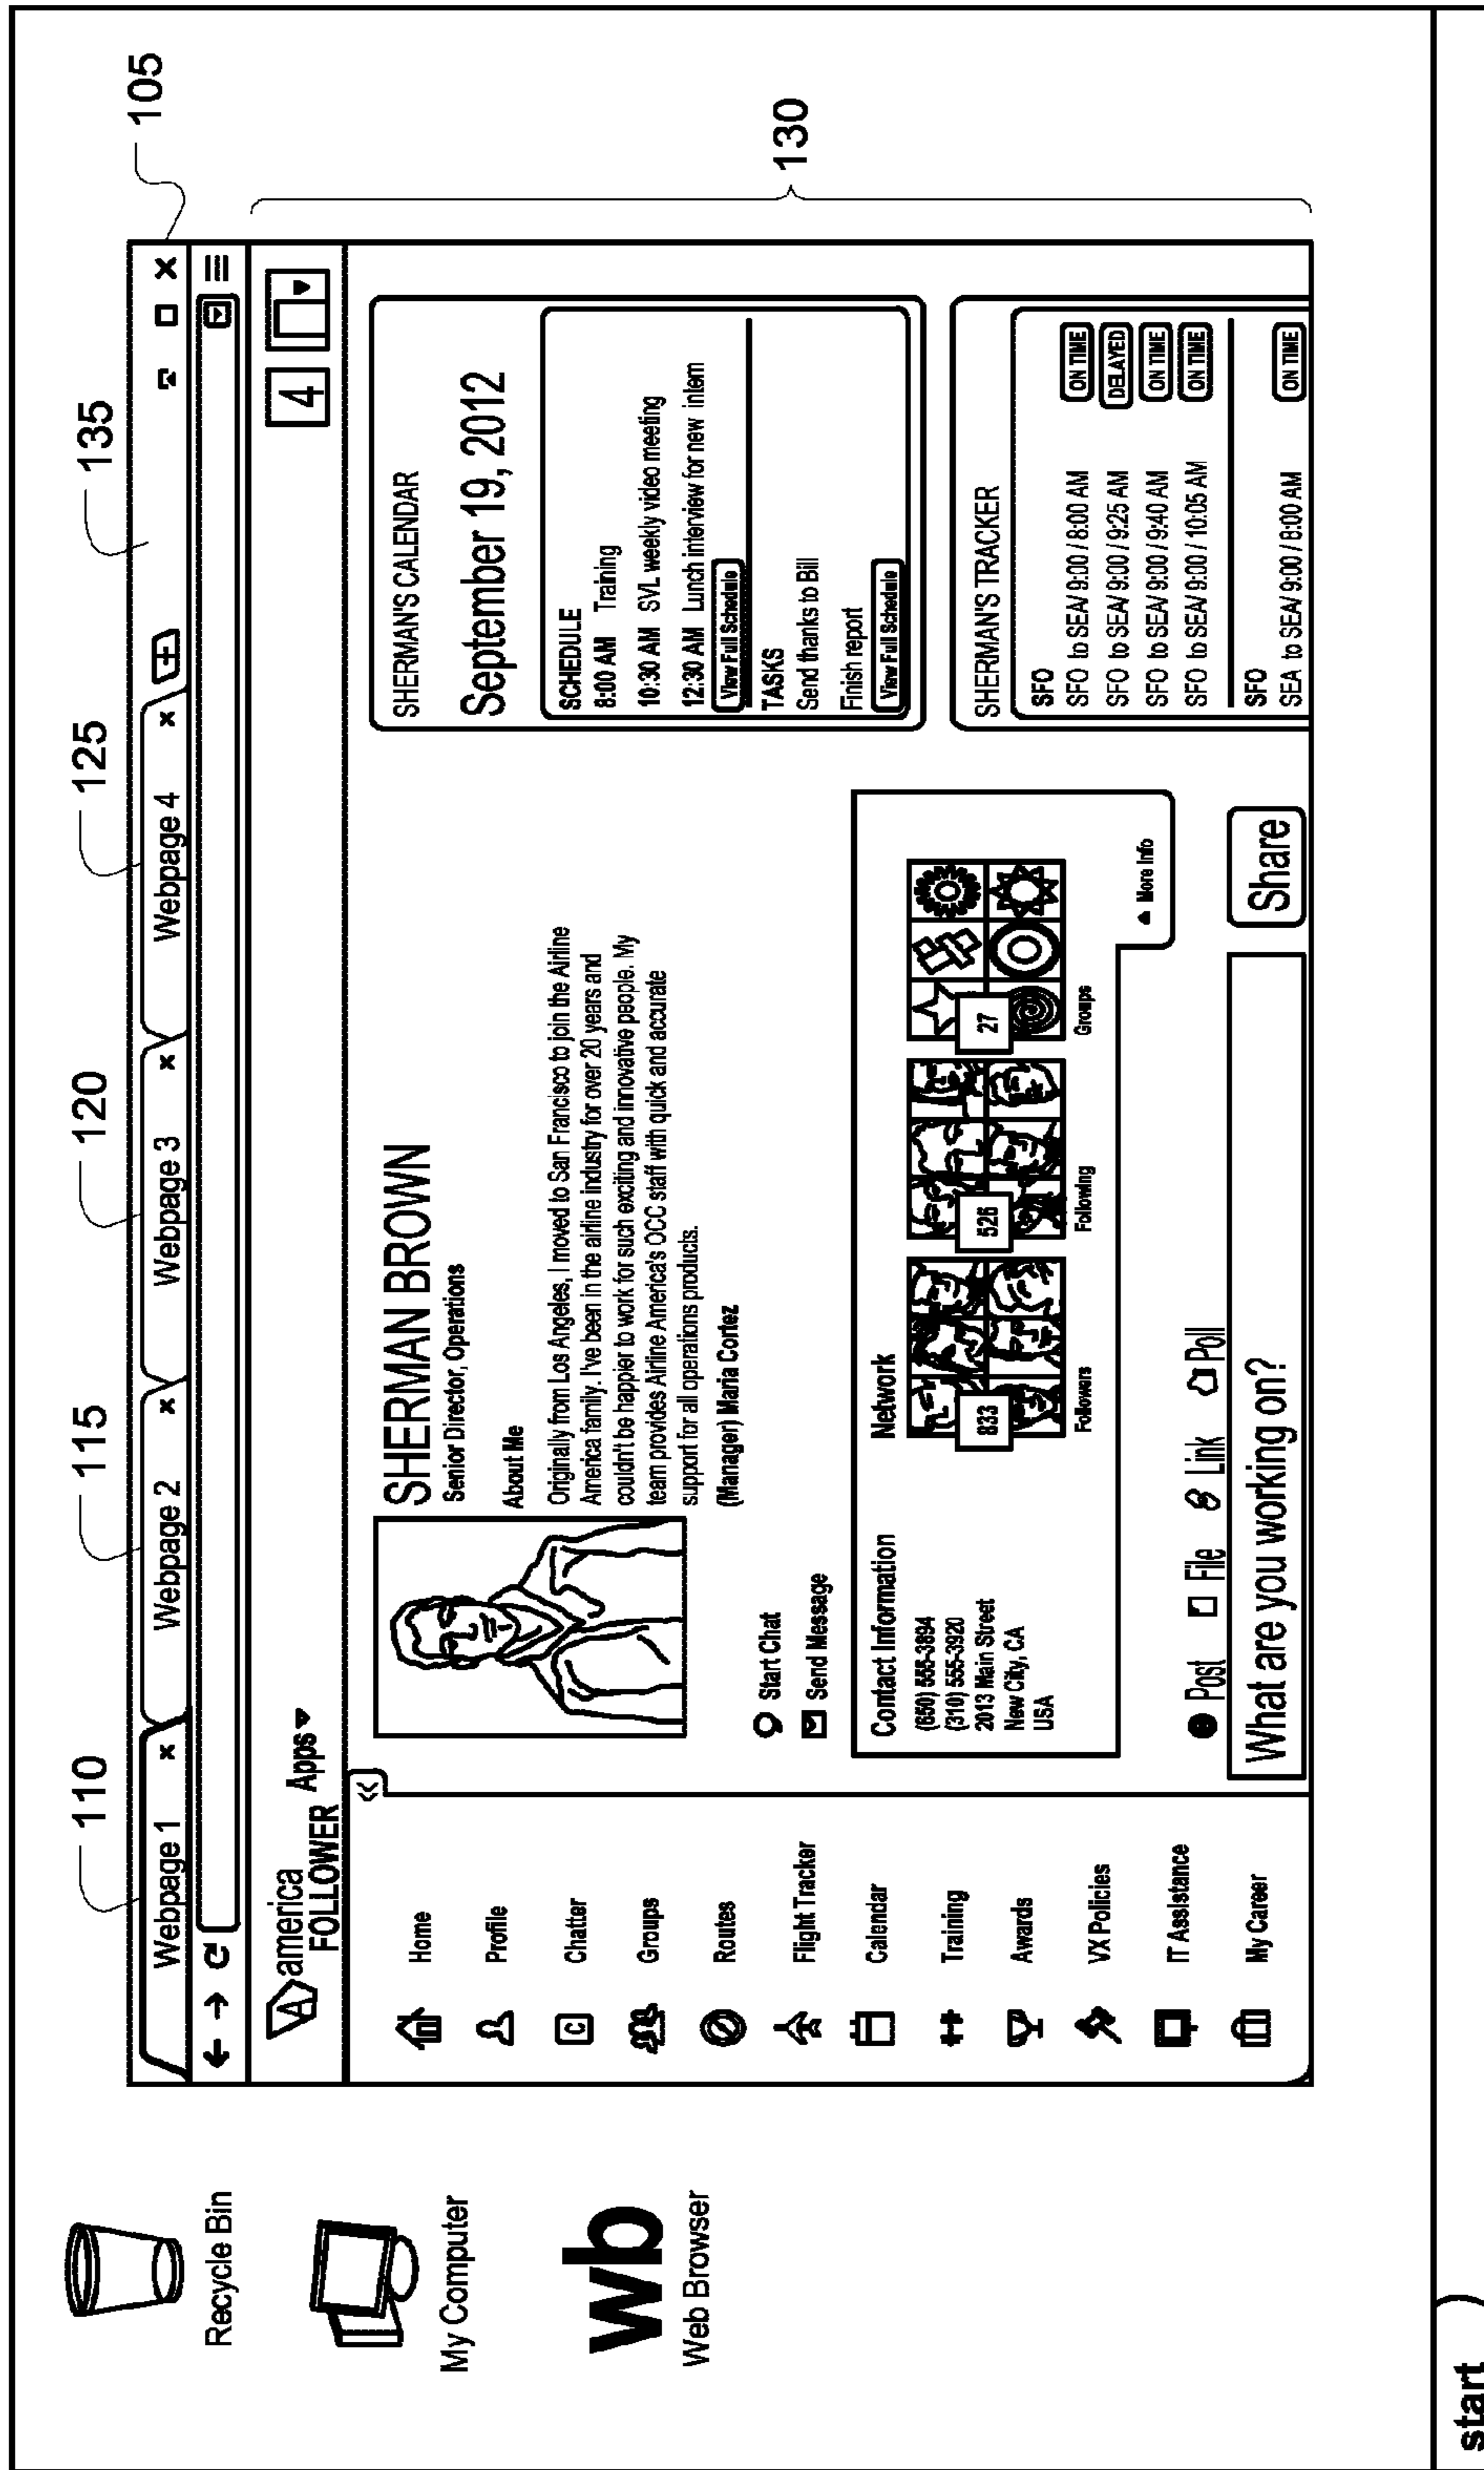 110
115
120
125
135
105
Recycle Bin
My Computer
wb
Web Browser
Webpage 1 x
Webpage 2 x
Webpage 3 x
Webpage 4 x
A america
FOLLOWER
Apps
4
130
Home
Profile
C Chatter
Groups
Routes
Flight Tracker
Calendar
Training
Awards
VX Policies
IT Assistance
My Career
SHERMAN BROWN
Senior Director, Operations
About Me
Originally from Los Angeles, I moved to San Francisco to join the Airline
America family. I've been in the airline industry for over 20 years and
couldn't be happier to work for such exciting and innovative people. My
team provides Airline America's OCC staff with quick and accurate
support for all operations products.
(Manager) Maria Cortez
Start Chat
Send Message
Contact Information
(650) 555-3894
(310) 555-3920
2013 Main Street
New City, CA
USA
Network
833
Followers
526
Following
27
Groups
More Info
Post
File
Link
Poll
What are you working on?
Share
SHERMAN'S CALENDAR
September 19, 2012
SCHEDULE
8:00 AM Training
10:30 AM SVL weekly video meeting
12:30 AM Lunch interview for new intern
View Full Schedule
TASKS
Send thanks to Bill
Finish report
View Full Schedule
SHERMAN'S TRACKER
SFO
SFO to SEA/ 9:00 / 8:00 AM ON TIME
SFO to SEA/ 9:00 / 9:25 AM DELAYED
SFO to SEA/ 9:00 / 9:40 AM ON TIME
SFO to SEA/ 9:00 / 10:05 AM ON TIME
SFO
SEA to SEA/ 9:00 / 8:00 AM ON TIME
start